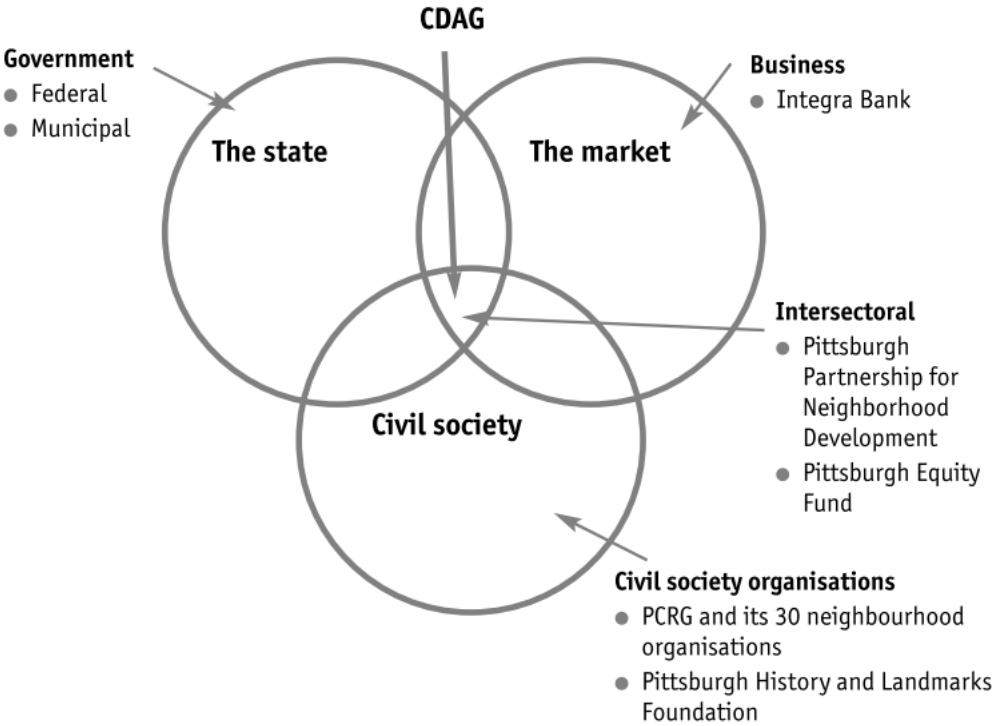 CDAG
Government
● Federal
● Municipal
Business
● Integra Bank
The state
The market
Intersectoral
● Pittsburgh
Partnership for
Neighborhood
Development
● Pittsburgh Equity
Fund
Civil society
Civil society organisations
● PCRG and its 30 neighbourhood
organisations
● Pittsburgh History and Landmarks
Foundation